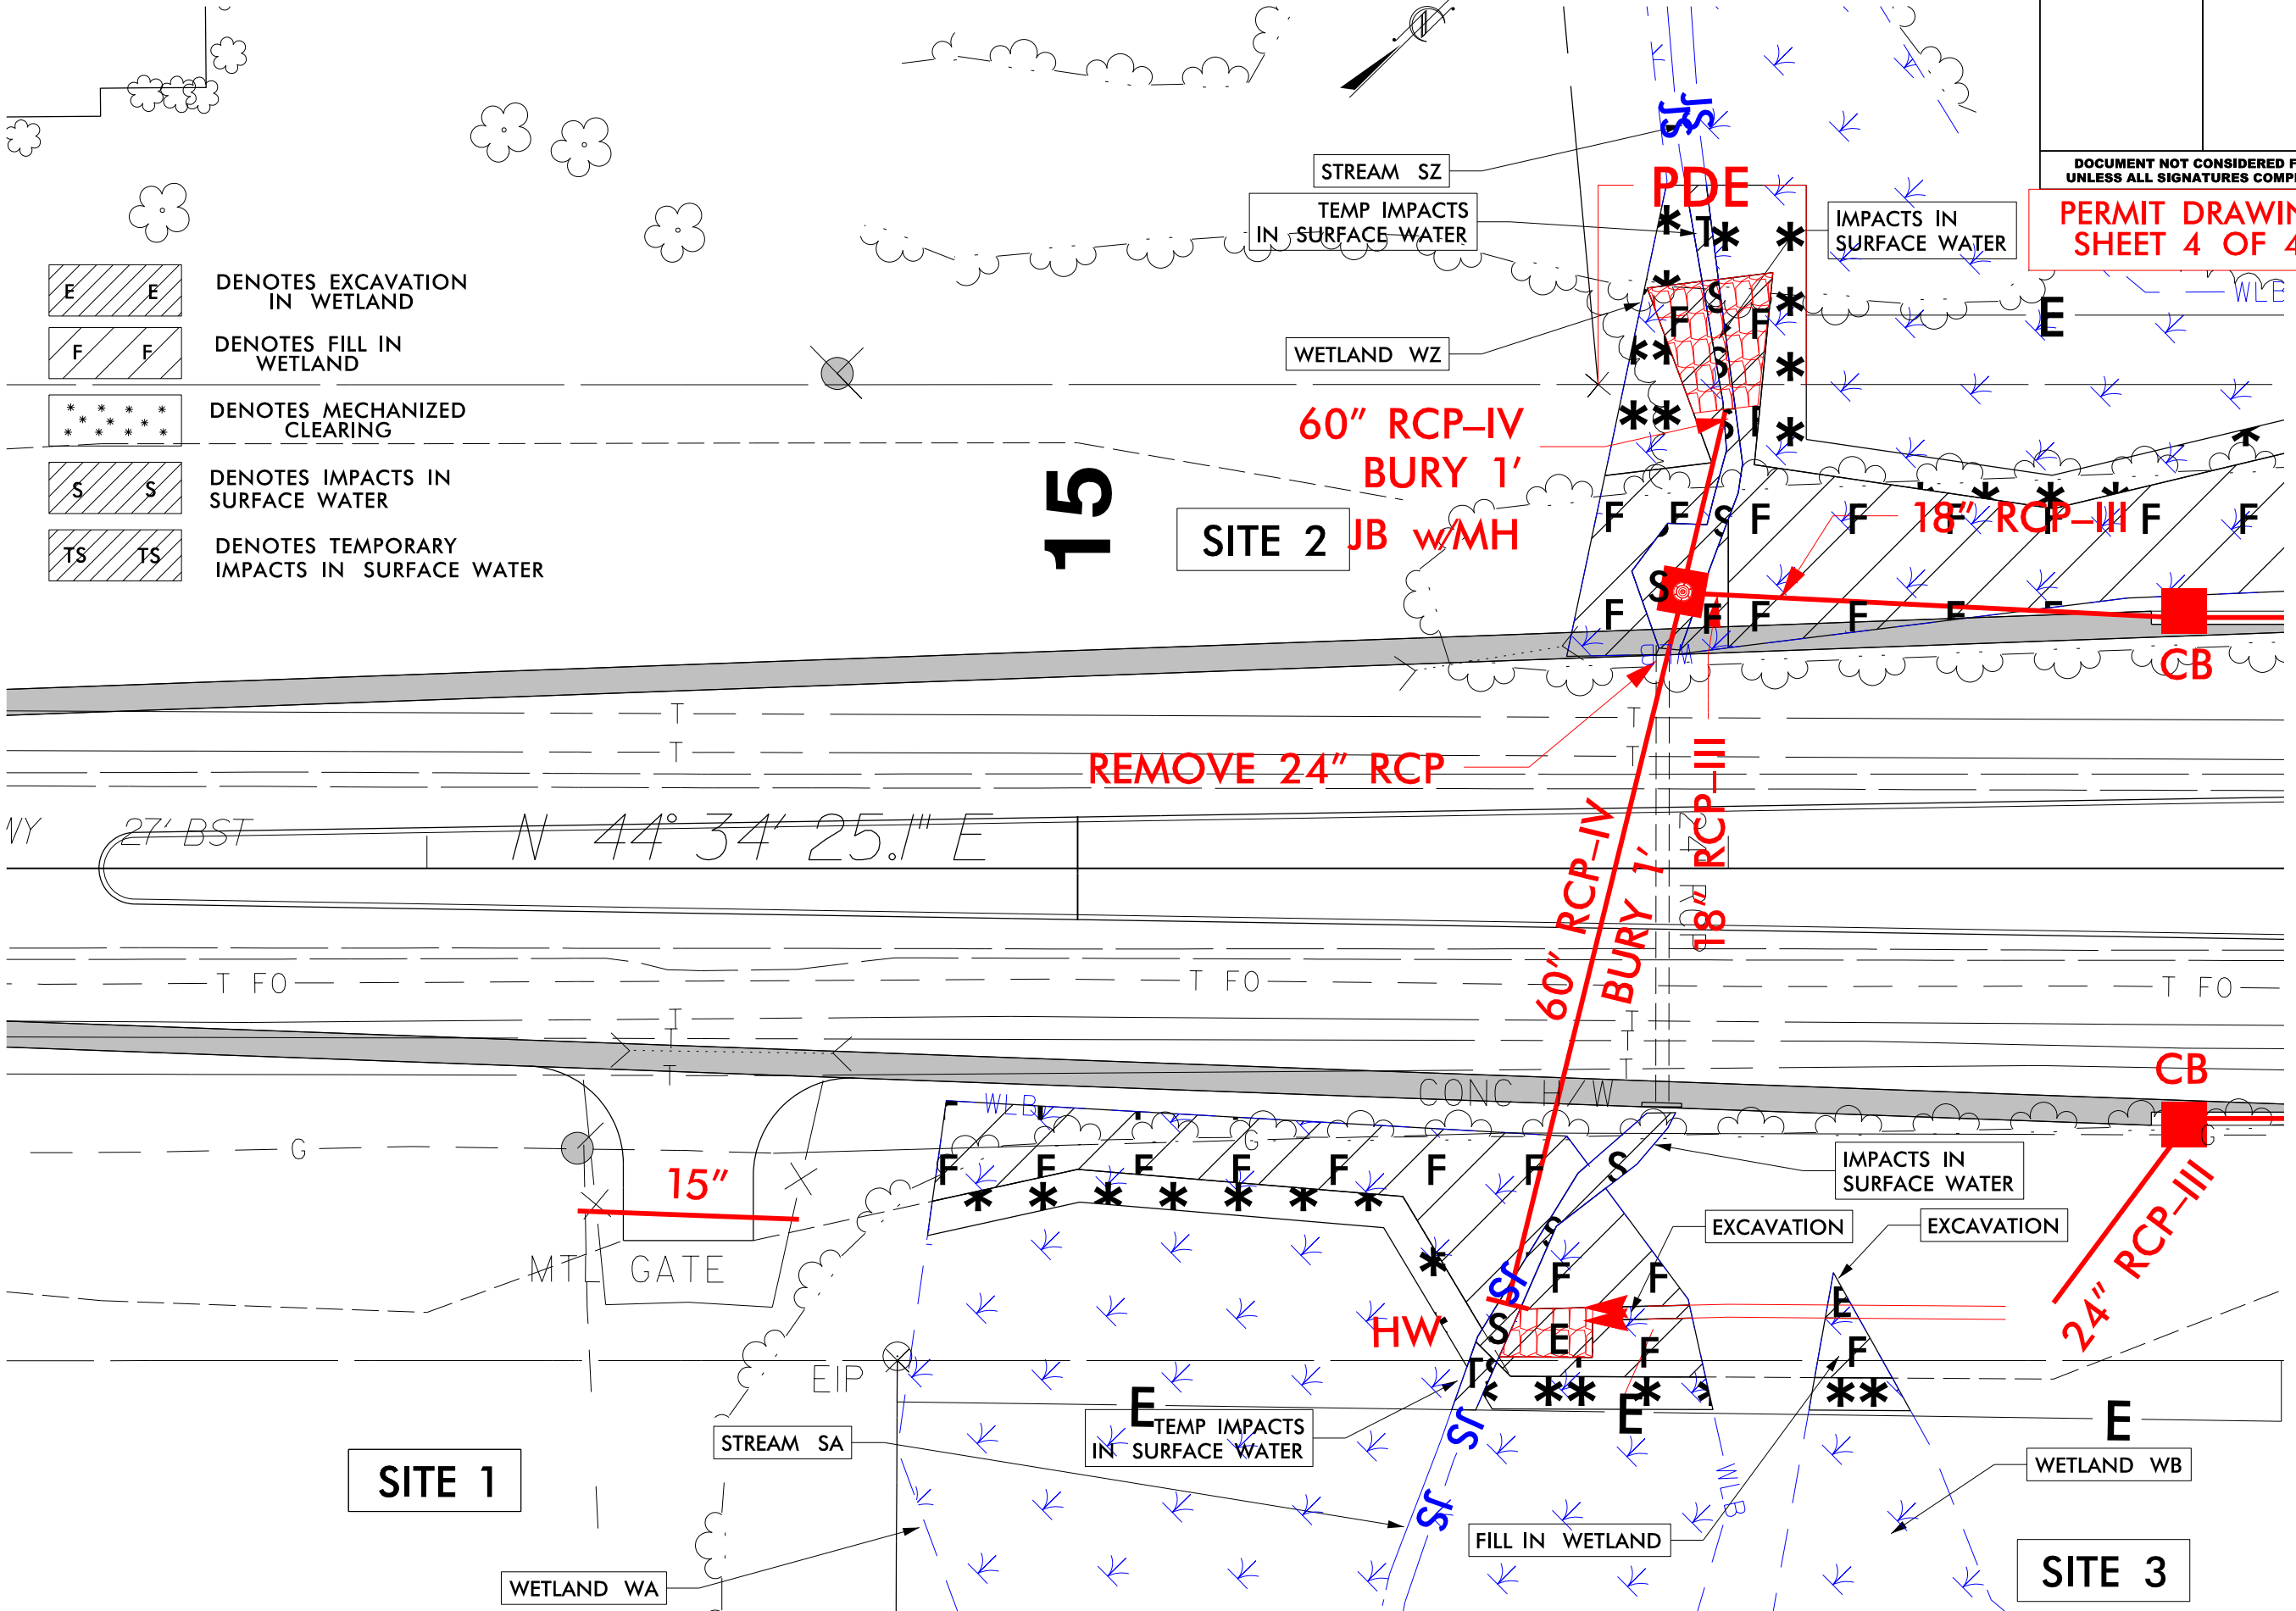 DOCUMENT NOT CONSIDERED F
UNLESS ALL SIGNATURES COMP
PERMIT DRAWIN
SHEET 4 OF 4
STREAM SZ
PDE
TEMP IMPACTS
IN SURFACE WATER
IMPACTS IN
SURFACE WATER
WLB
E
E E
DENOTES EXCAVATION
IN WETLAND
F F
DENOTES FILL IN
WETLAND
DENOTES MECHANIZED
CLEARING
S S
DENOTES IMPACTS IN
SURFACE WATER
TS TS
DENOTES TEMPORARY
IMPACTS IN SURFACE WATER
WETLAND WZ
60" RCP-IV
BURY 1'
JB w/MH
15
SITE 2
18" RCP-III
CB
REMOVE 24" RCP
18" RCP-III
60" RCP-IV
BURY 1'
27' BST
N 44° 34' 25.1" E
T FO
T FO
T FO
CONC H/W
CB
WLB
G
G
15"
MTL GATE
IMPACTS IN
SURFACE WATER
EXCAVATION
EXCAVATION
24" RCP-III
HW
EIP
E
E
E
STREAM SA
TEMP IMPACTS
IN SURFACE WATER
WETLAND WB
SITE 1
WLB
FILL IN WETLAND
WETLAND WA
SITE 3